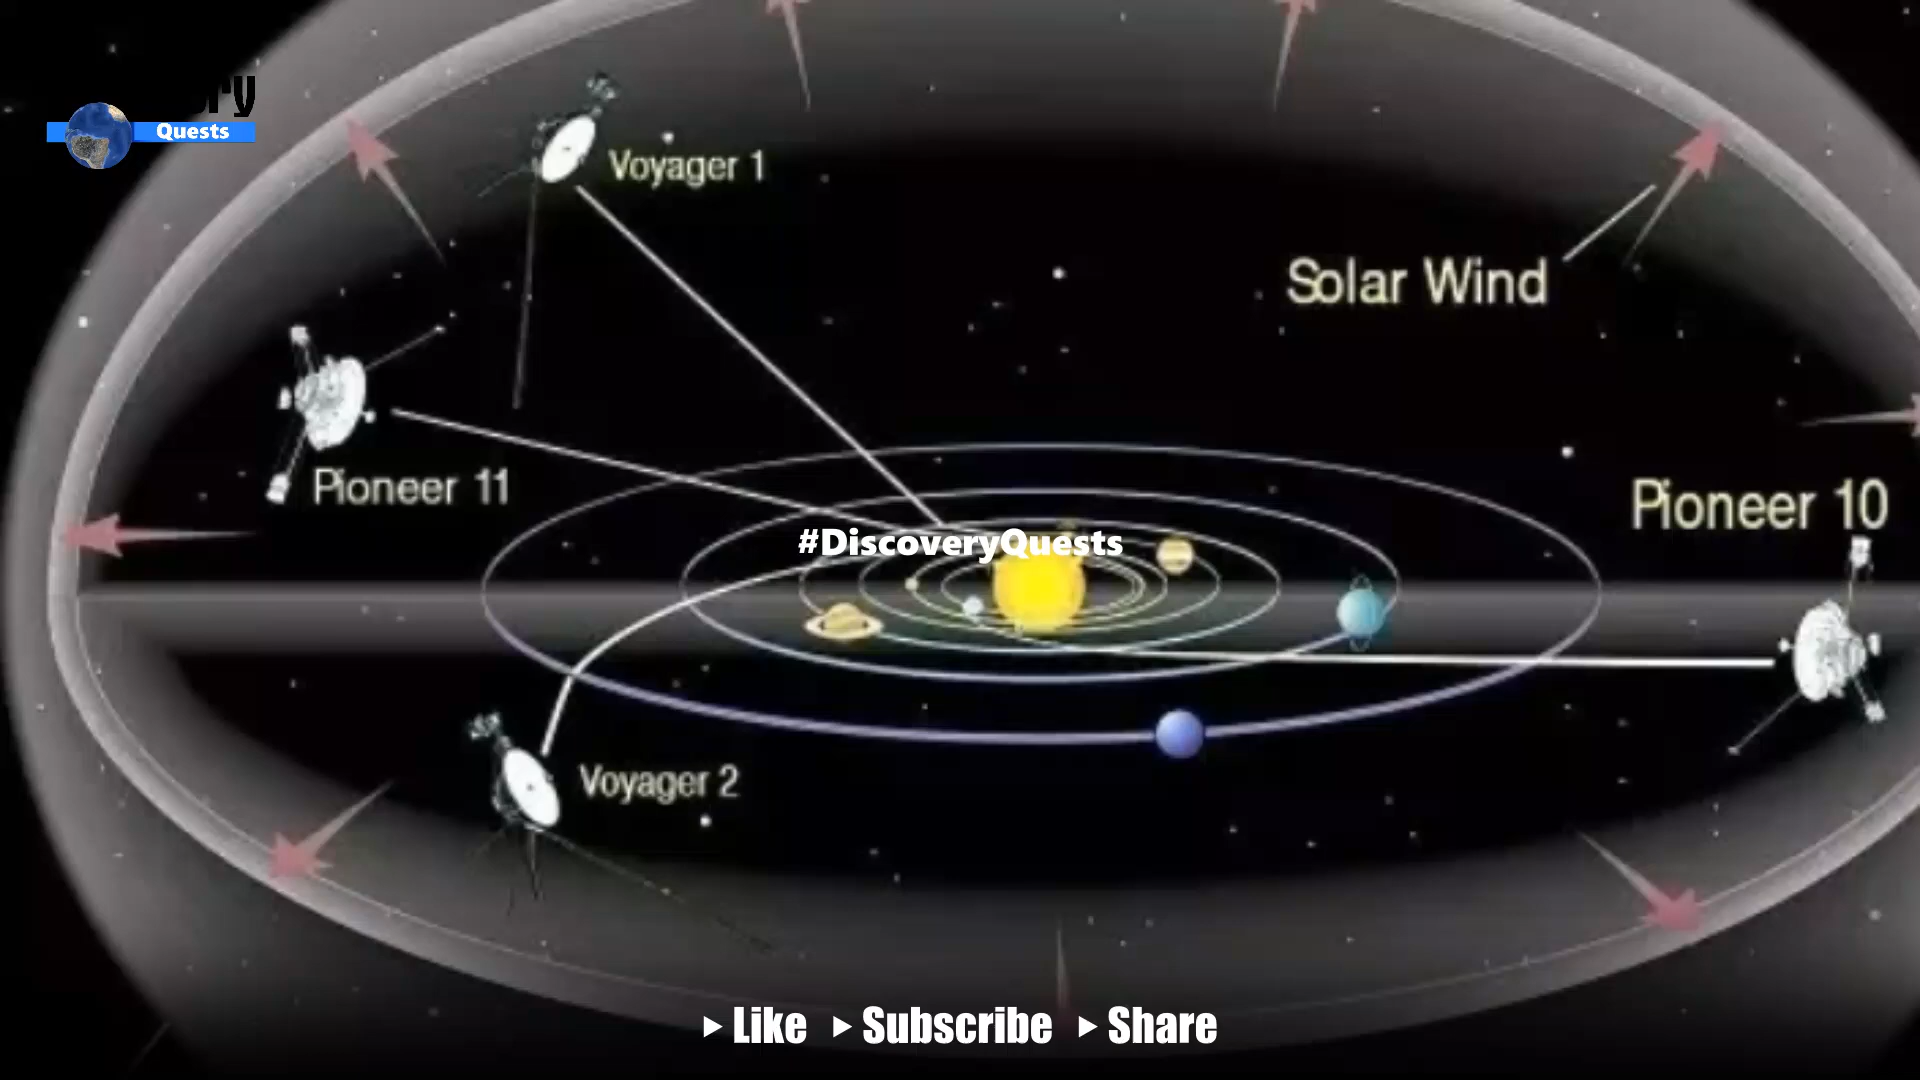 Quests
Voyager 1
Solar Wind
Pioneer 11
Pioneer 10
#DiscoveryQuests
Voyager 2
Like Subscribe Share